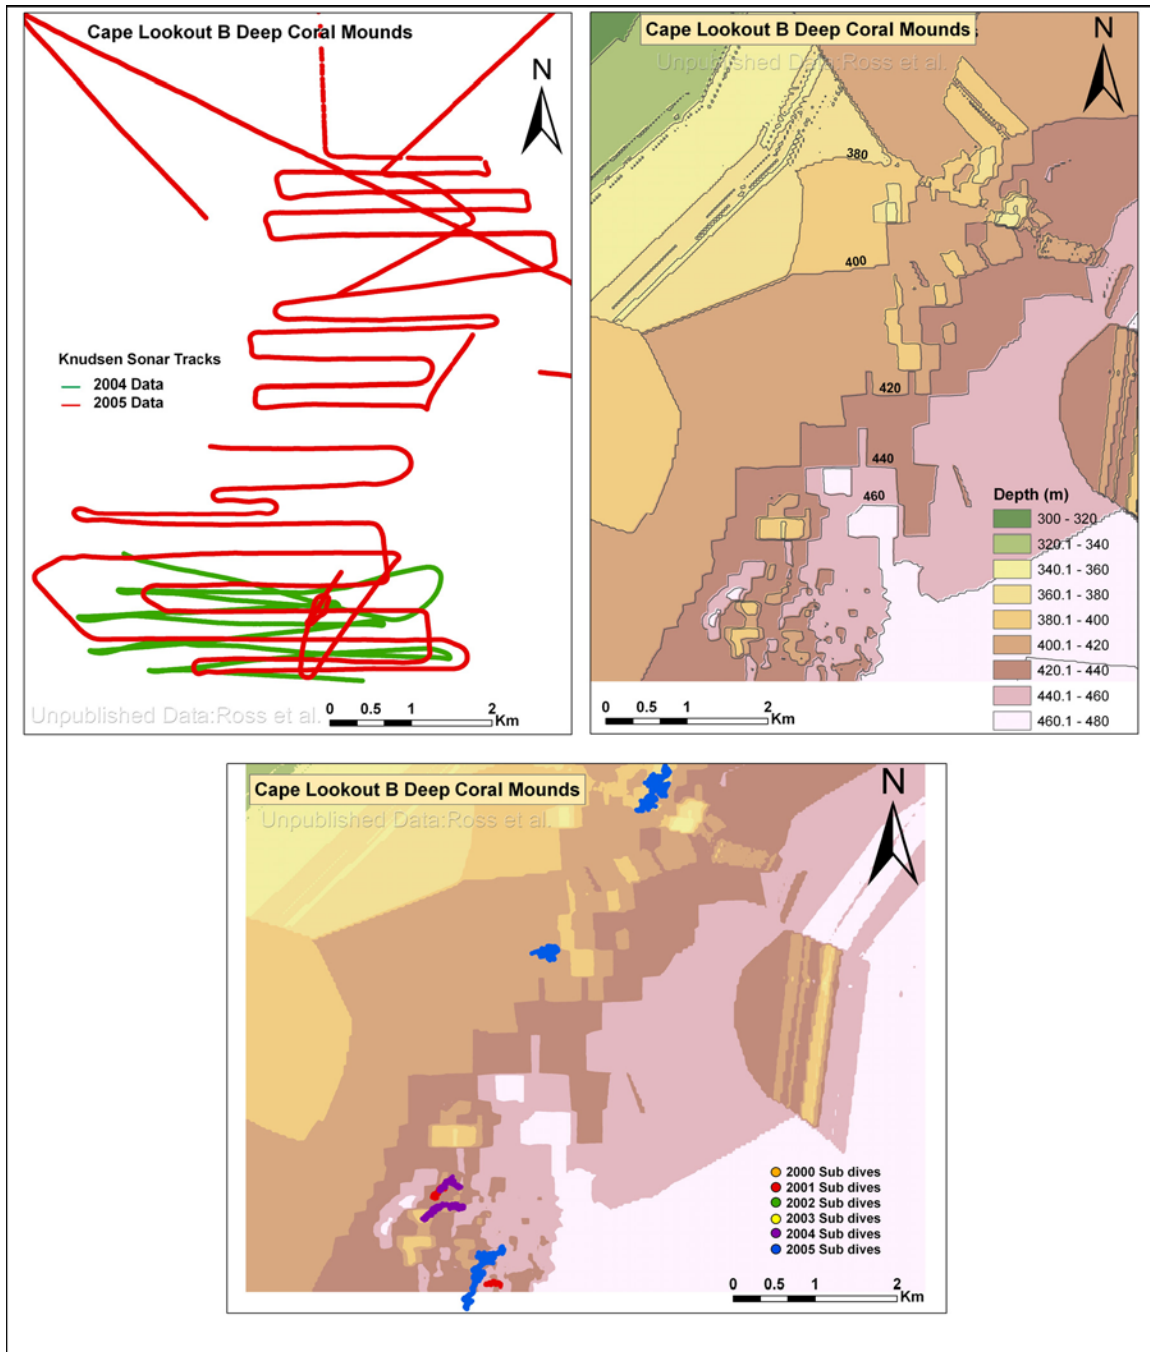 Cape Lookout B Deep Coral Mounds
N
Knudsen Sonar Tracks
2004 Data
2005 Data
Unpublished Data:Ross et al.
0 0.5 1 2
Km
Cape Lookout B Deep Coral Mounds
Unpublished Data:Ross et al.
N
380
400
420
440
460
Depth (m)
300 - 320
320.1 - 340
340.1 - 360
360.1 - 380
380.1 - 400
400.1 - 420
420.1 - 440
440.1 - 460
460.1 - 480
0 0.5 1 2
Km
Cape Lookout B Deep Coral Mounds
Unpublished Data:Ross et al.
N
2000 Sub dives
2001 Sub dives
2002 Sub dives
2003 Sub dives
2004 Sub dives
2005 Sub dives
0 0.5 1 2
Km